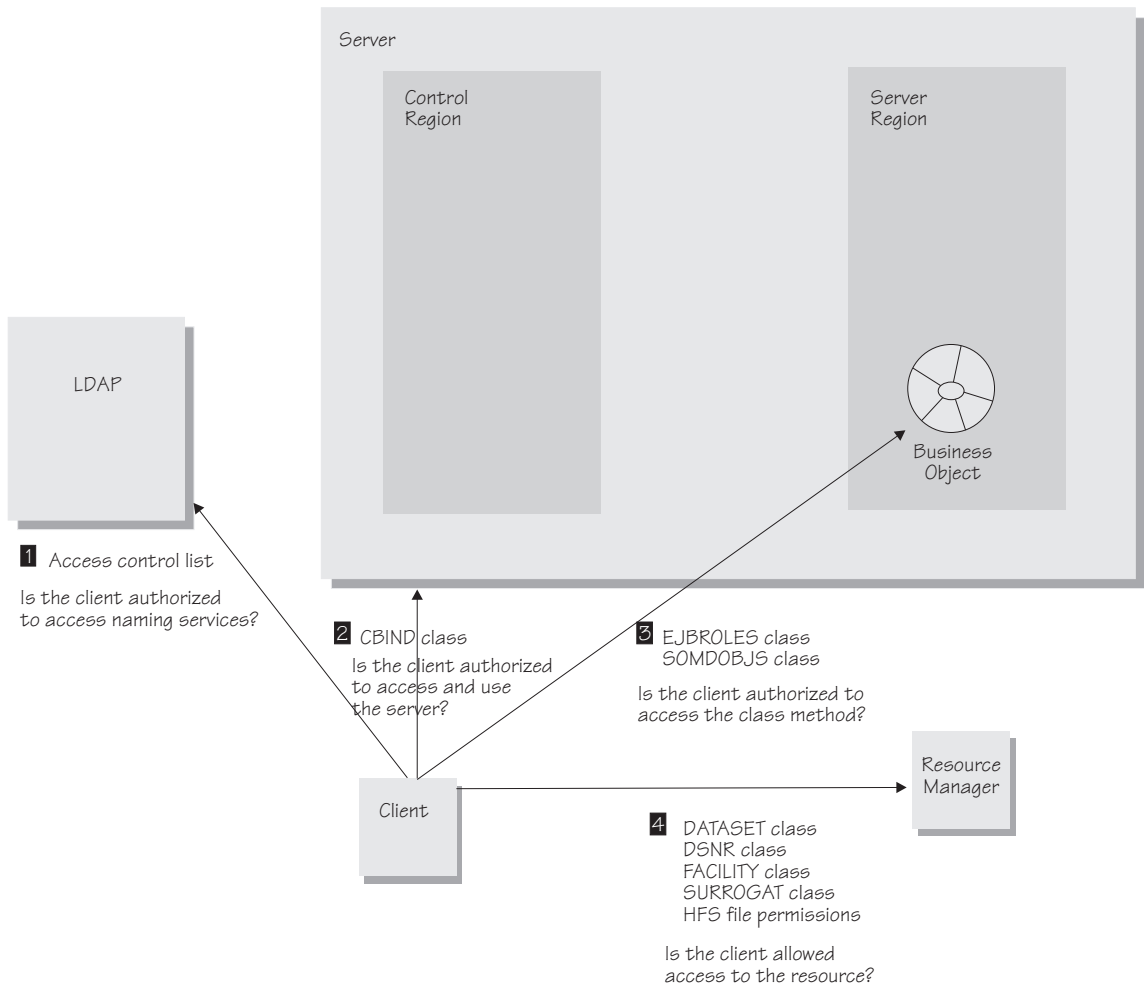 Server
Control
Region
Server
Region
LDAP
Business
Object
1 Access control list
Is the client authorized
to access naming services?
2 CBIND class
Is the client authorized
to access and use
the server?
3 EJBROLES class
SOMDOBJS class
Is the client authorized to
access the class method?
Resource
Manager
Client
4 DATASET class
DSNR class
FACILITY class
SURROGAT class
HFS file permissions
Is the client allowed
access to the resource?